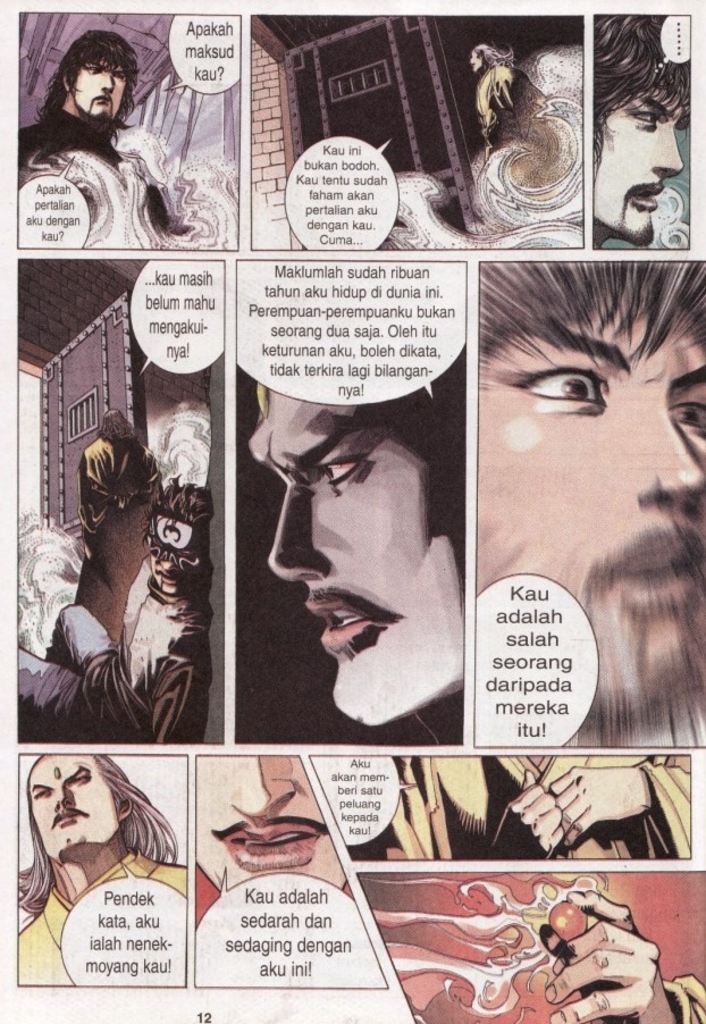 Apakah
maksud
kau?
Apakah
pertalian
aku dengan
kau?
Kau ini
bukan bodoh.
Kau tentu sudah
faham akan
pertalian aku
dengan kau.
Cuma...
......
...kau masih
belum mahu
mengakui-
nya!
Maklumlah sudah ribuan
tahun aku hidup di dunia ini.
Perempuan-perempuanku bukan
seorang dua saja. Oleh itu
keturunan aku, boleh dikata,
tidak terkira lagi bilangan-
nya!
Kau
adalah
salah
seorang
daripada
mereka
itu!
Pendek
kata, aku
ialah nenek-
moyang kau!
Kau adalah
sedarah dan
sedaging dengan
aku ini!
Aku
akan mem-
beri satu
peluang
kepada
kau!
12